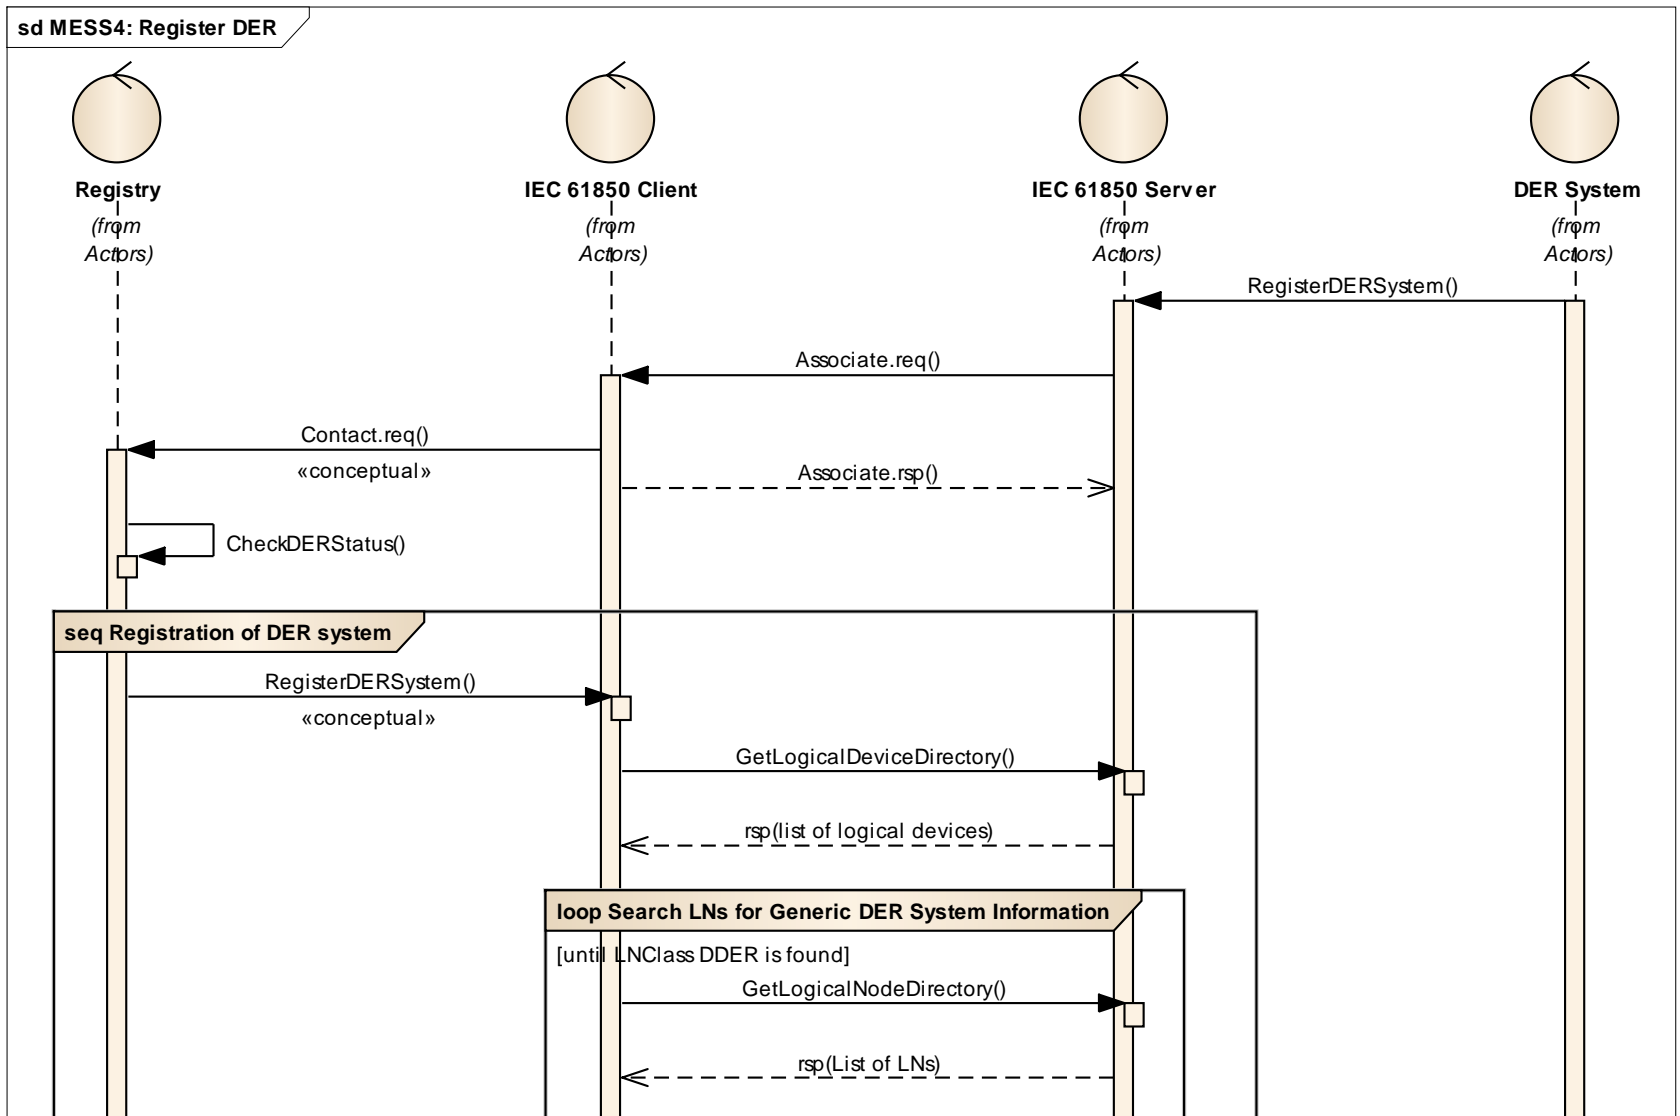 sd MESS4: Register DER
Registry
IEC 61850 Client
IEC 61850 Server
DER System
(from
Actors)
(from
Actors)
(from
Actors)
(from
Actors)
RegisterDERSystem()
Associate.req()
Contact.req()
«conceptual»
Associate.rsp()
CheckDERStatus()
seq Registration of DER system
RegisterDERSystem()
«conceptual»
GetLogicalDeviceDirectory()
rsp(list of logical devices)
loop Search LNs for Generic DER System Information
[until LNClass DDER is found]
GetLogicalNodeDirectory()
rsp(List of LNs)